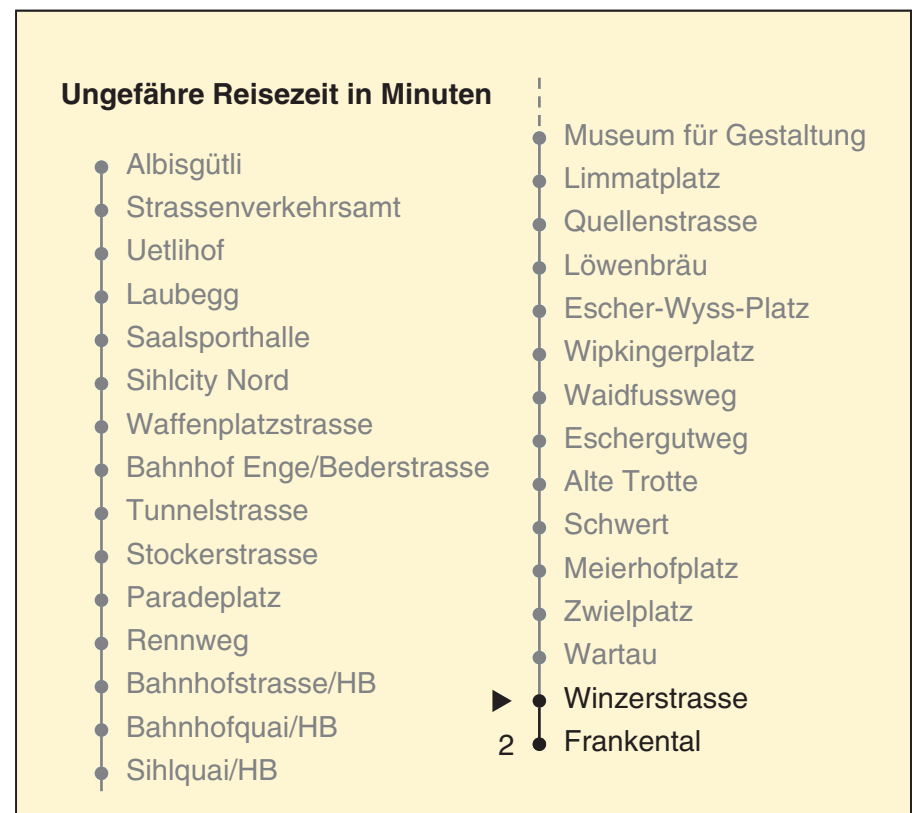 Ungefähre Reisezeit in Minuten
Albisgütli
Strassenverkehrsamt
Uetlihof
Laubegg
Saalsporthalle
Sihlcity Nord
Waffenplatzstrasse
Bahnhof Enge/Bederstrasse
Tunnelstrasse
Stockerstrasse
Paradeplatz
Rennweg
Bahnhofstrasse/HB
Bahnhofquai/HB
Sihlquai/HB
Museum für Gestaltung
Limmatplatz
Quellenstrasse
Löwenbräu
Escher-Wyss-Platz
Wipkingerplatz
Waidfussweg
Eschergutweg
Alte Trotte
Schwert
Meierhofplatz
Zwielplatz
Wartau
Winzerstrasse
2 Frankental